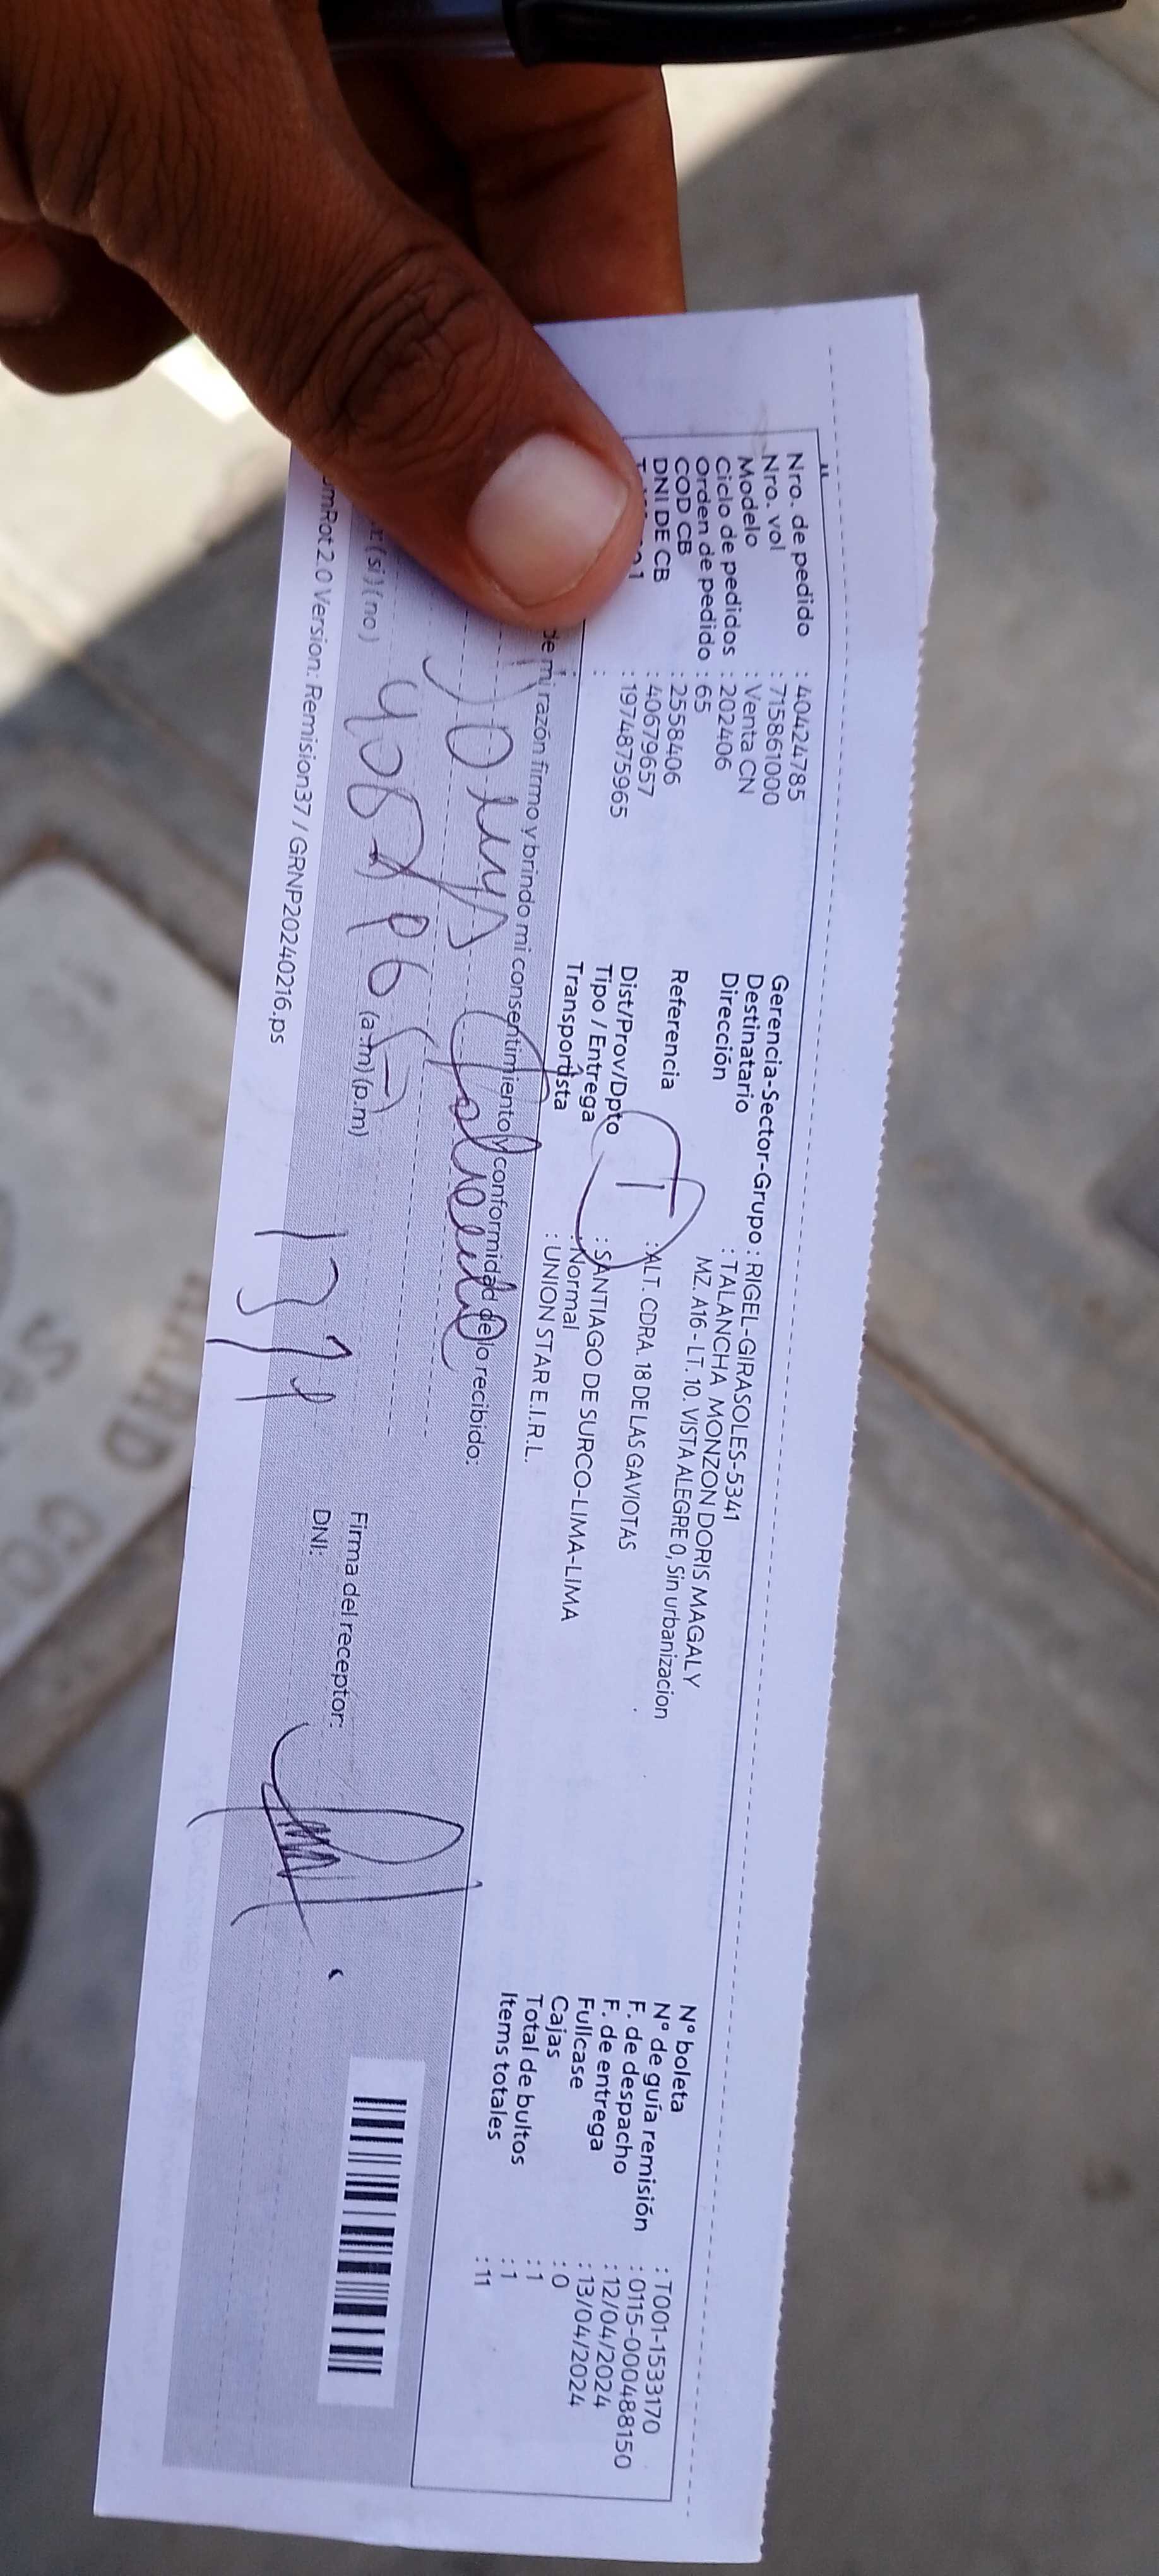 Nro. de pedido : 40424785
Nro. vol : 715861000
Modelo : Venta CN
Ciclo de pedidos : 202406
Orden de pedido : 65
COD CB : 2558406
DNI DE CB : 40679657
: 1974875965
Gerencia-Sector-Grupo : RIGEL-GIRASOLES-5341
Destinatario : TALANCHA MONZON DORIS MAGALY
Dirección MZ. A16 - LT. 10. VISTA ALEGRE 0, Sin urbanizacion
Referencia : ALT. CDRA. 18 DE LAS GAVIOTAS
Dist/Prov/Dpto : SANTIAGO DE SURCO-LIMA-LIMA
Tipo / Entrega : Normal
Transportista : UNION STAR E.I.R.L.
Nº boleta : T001-1533170
Nº de guía remisión : 0115-000488150
F. de despacho : 12/04/2024
F. de entrega : 13/04/2024
Fullcase : 0
Cajas : 1
Total de bultos : 1
Items totales : 11
de mi razón firmo y brindo mi consentimiento y conformidad de lo recibido:
(si) (no) (a.m) (p.m)
Firma del receptor:
DNI:
Version: Remision37 / GRNP20240216.ps